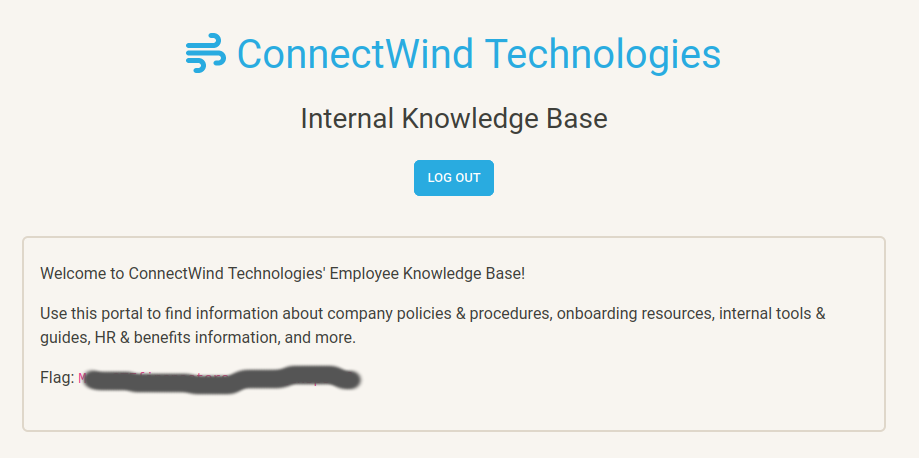 ConnectWind Technologies
Internal Knowledge Base
LOG OUT
Welcome to ConnectWind Technologies' Employee Knowledge Base!
Use this portal to find information about company policies & procedures, onboarding resources, internal tools &
guides, HR & benefits information, and more.
Flag: